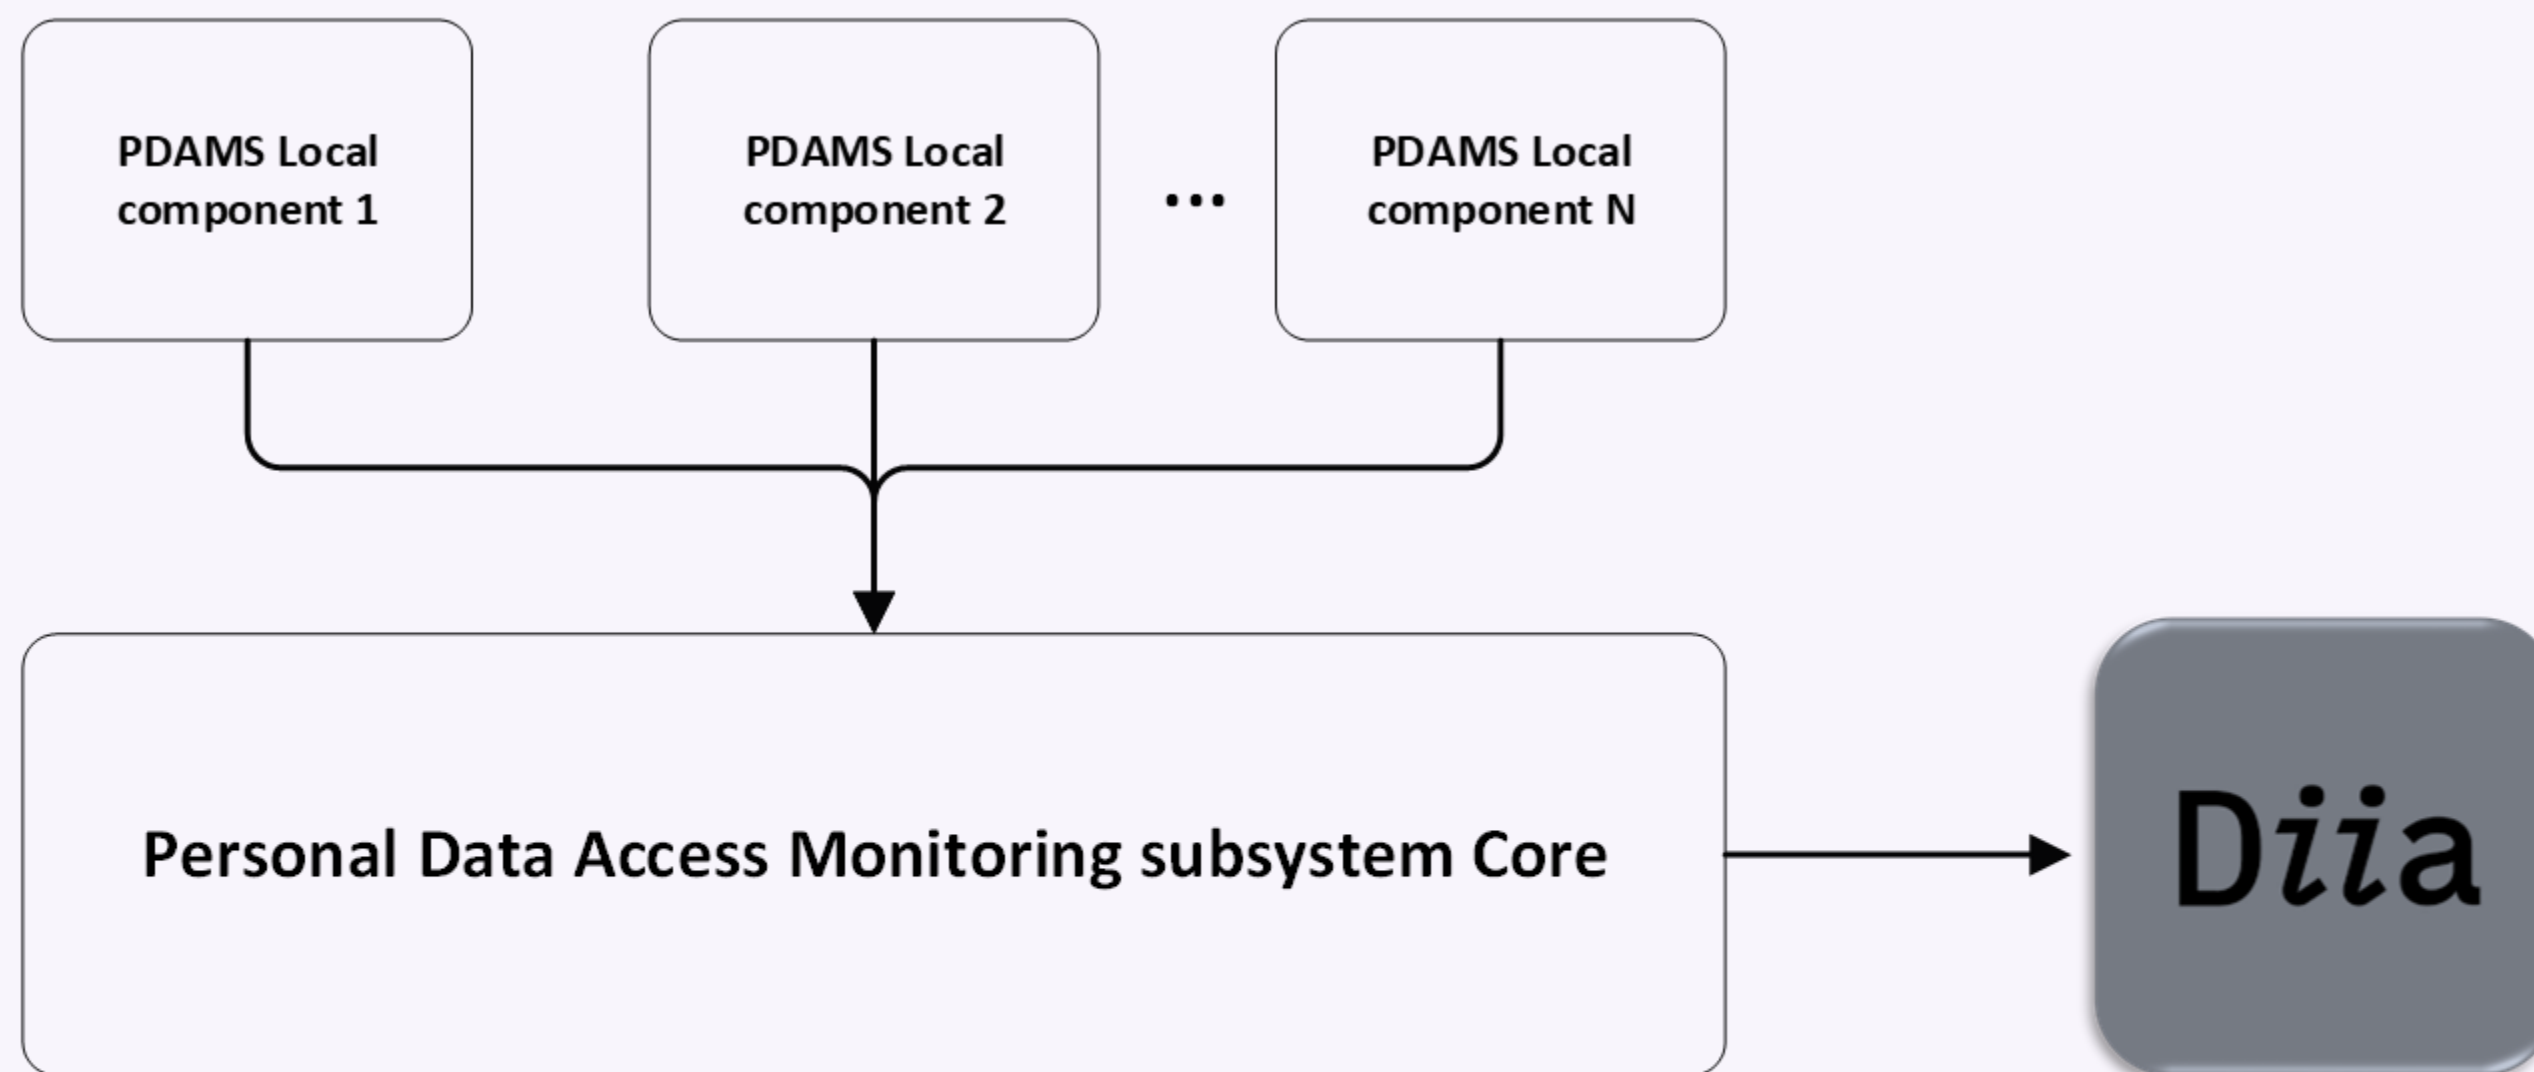 PDAMS Local
component 1
PDAMS Local
component 2
...
PDAMS Local
component N
Personal Data Access Monitoring subsystem Core
Diia